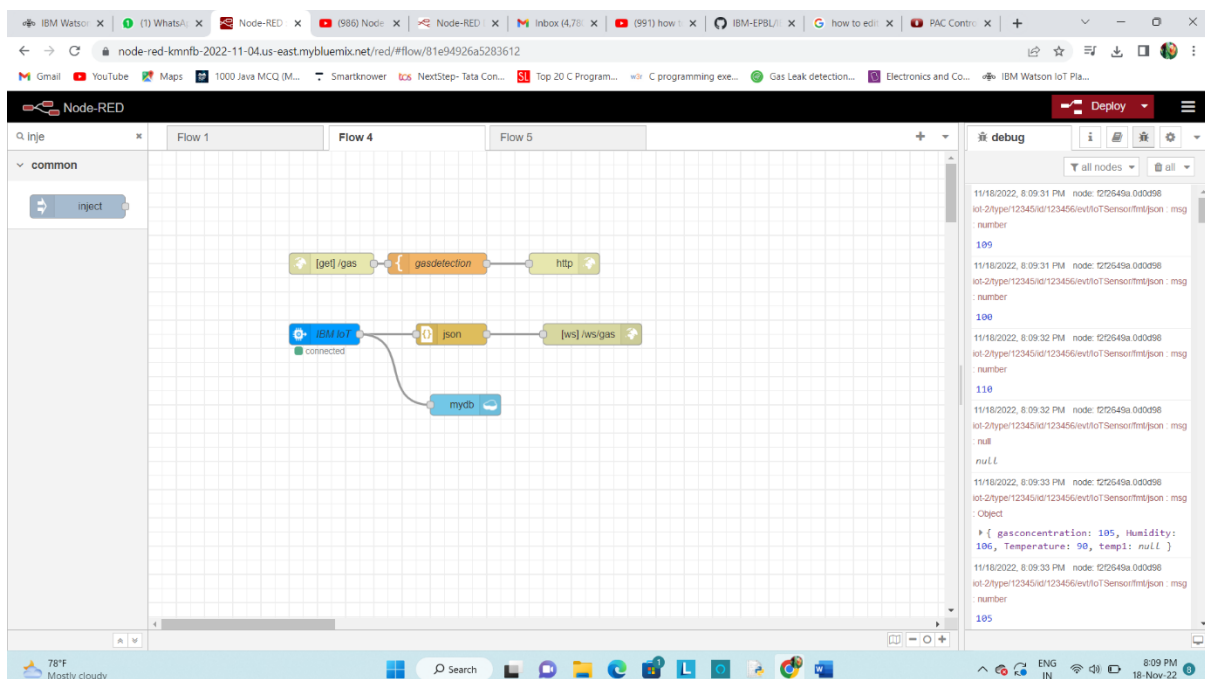 IBM Watson
(1) WhatsA
Node-RED
(986) Node
Node-RED
Inbox (4,78
(991) how t
IBM-EPBL/
how to edit
PAC Contro
node-red-kmnfb-2022-11-04.us-east.mybluemix.net/red/#flow/81e94926a5283612
Gmail
YouTube
Maps
1000 Java MCQ (M...
Smartknower
tcs NextStep- Tata Con...
SL Top 20 C Program...
w3r C programming exe...
Gas Leak detection...
Electronics and Co...
IBM Watson IoT Pla...
Node-RED
Deploy
inje
Flow 1
Flow 4
Flow 5
debug
i
common
all nodes
all
inject
[get] /gas
gasdetection
http
IBM IoT
connected
json
[ws] /ws/gas
mydb
11/18/2022, 8:09:31 PM node: f2f2649a.0d0d98
iot-2/type/12345/id/123456/evt/IoTSensor/fmt/json : msg
: number
109
11/18/2022, 8:09:31 PM node: f2f2649a.0d0d98
iot-2/type/12345/id/123456/evt/IoTSensor/fmt/json : msg
: number
100
11/18/2022, 8:09:32 PM node: f2f2649a.0d0d98
iot-2/type/12345/id/123456/evt/IoTSensor/fmt/json : msg
: number
110
11/18/2022, 8:09:32 PM node: f2f2649a.0d0d98
iot-2/type/12345/id/123456/evt/IoTSensor/fmt/json : msg
: null
null
11/18/2022, 8:09:33 PM node: f2f2649a.0d0d98
iot-2/type/12345/id/123456/evt/IoTSensor/fmt/json : msg
: Object
{ gasconcentration: 105, Humidity:
106, Temperature: 90, temp1: null }
11/18/2022, 8:09:33 PM node: f2f2649a.0d0d98
iot-2/type/12345/id/123456/evt/IoTSensor/fmt/json : msg
: number
105
78°F
Mostly cloudy
Search
ENG
IN
8:09 PM
18-Nov-22
8